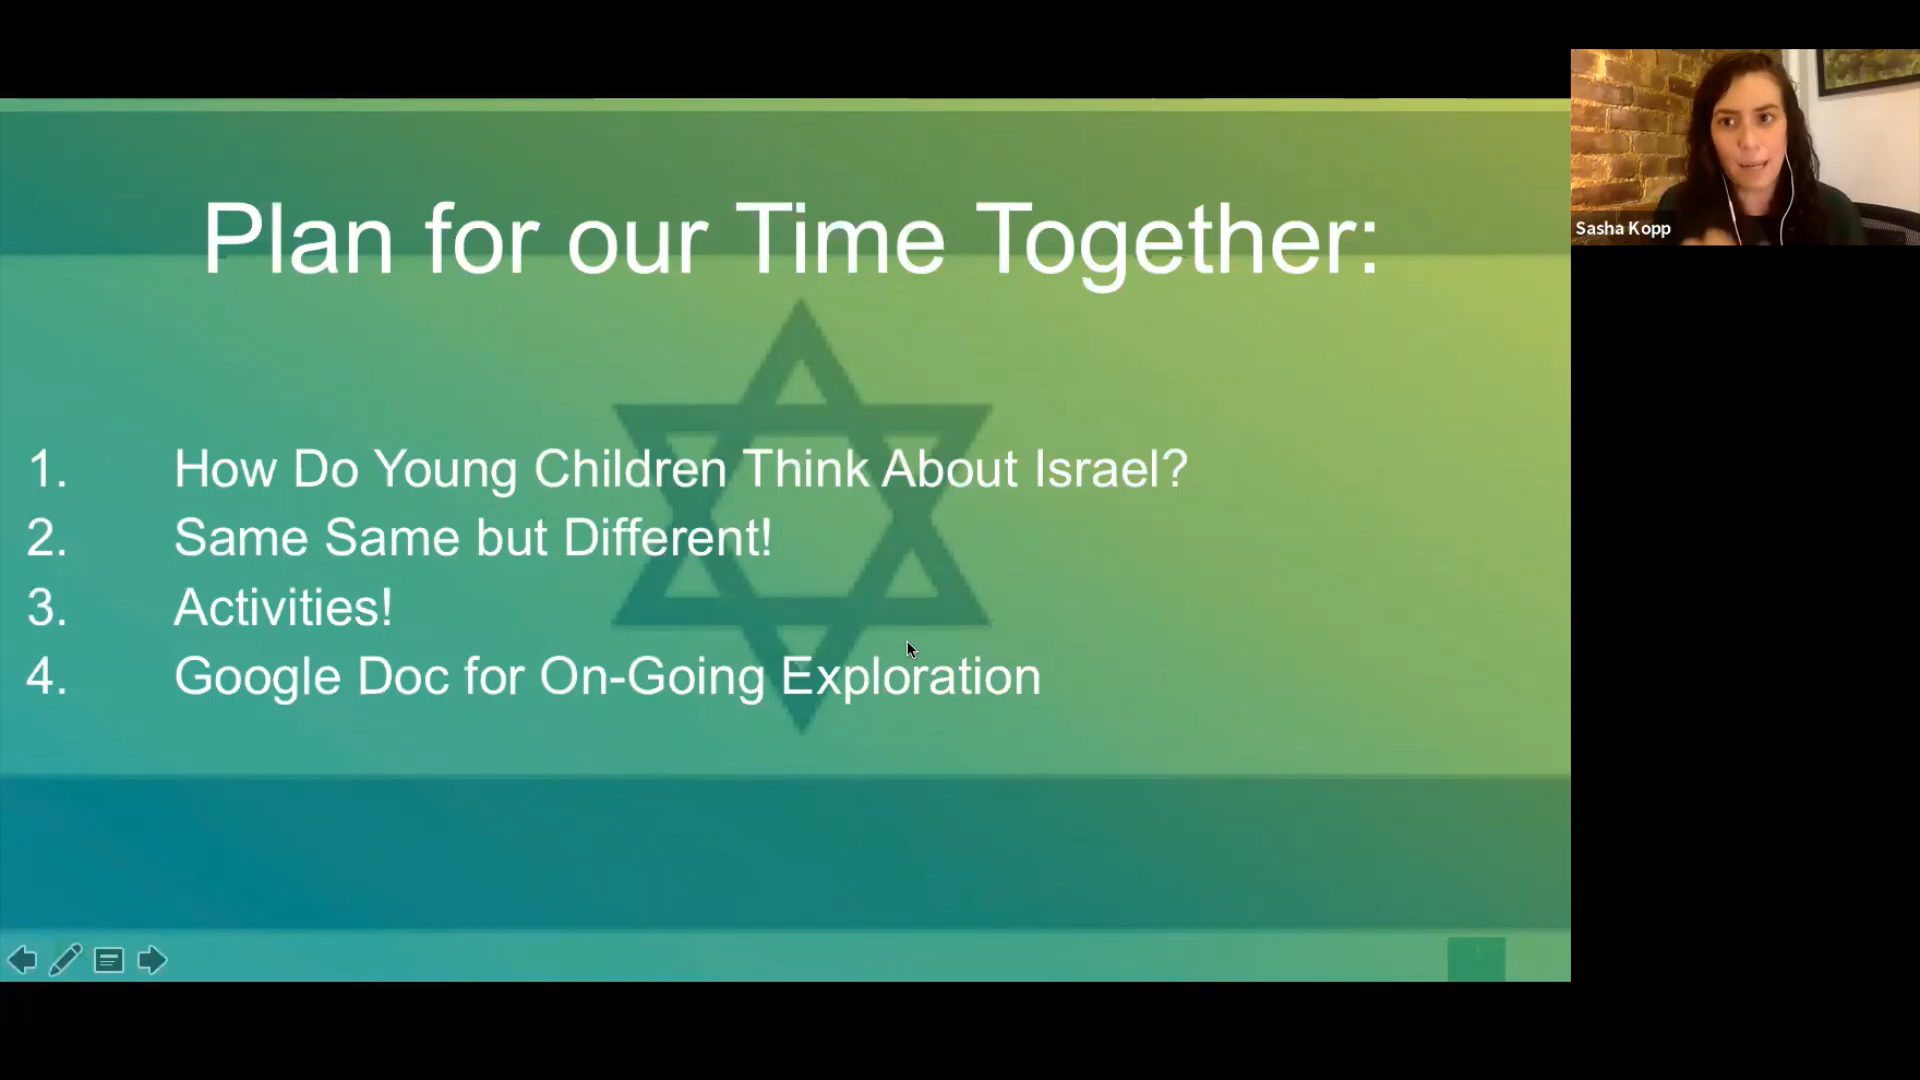 Plan for our Time Together:
1. How Do Young Children Think About Israel?
2. Same Same but Different!
3. Activities!
4. Google Doc for On-Going Exploration
Sasha Kopp